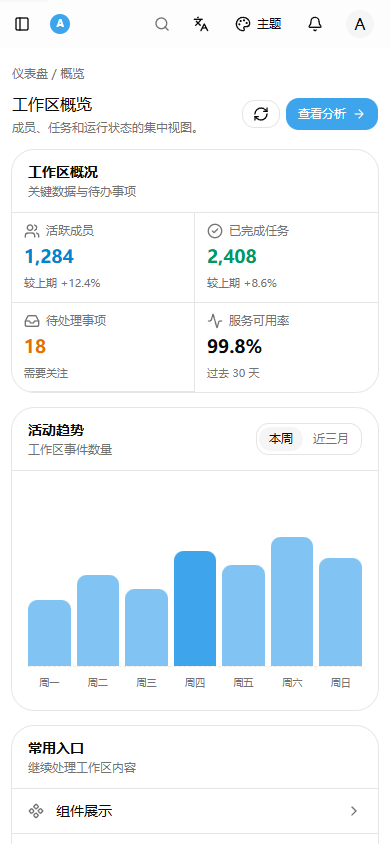 A 主题 A
仪表盘 / 概览
工作区概览
成员、任务和运行状态的集中视图。
查看分析
工作区概况
关键数据与待办事项
活跃成员
1,284
较上期 +12.4%
已完成任务
2,408
较上期 +8.6%
待处理事项
18
需要关注
服务可用率
99.8%
过去 30 天
活动趋势
工作区事件数量
本周 近三月
周一 周二 周三 周四 周五 周六 周日
常用入口
继续处理工作区内容
组件展示